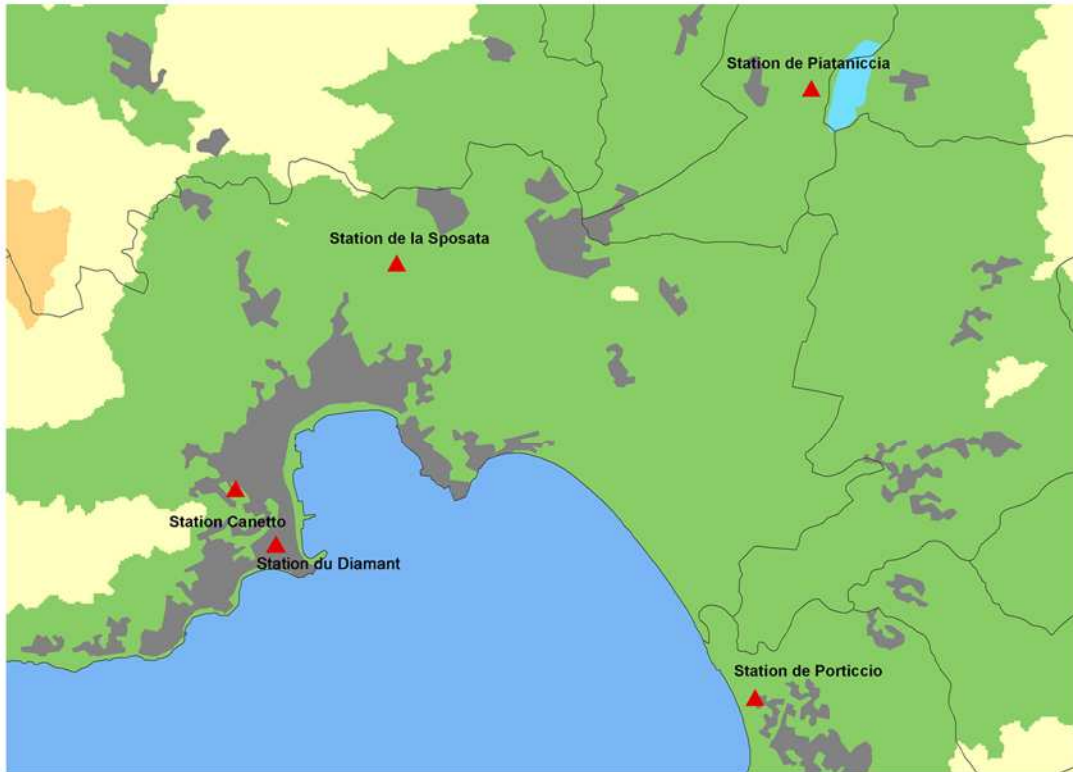 Station de Piataniccia
Station de la Sposata
Station Canetto
Station du Diamant
Station de Porticcio